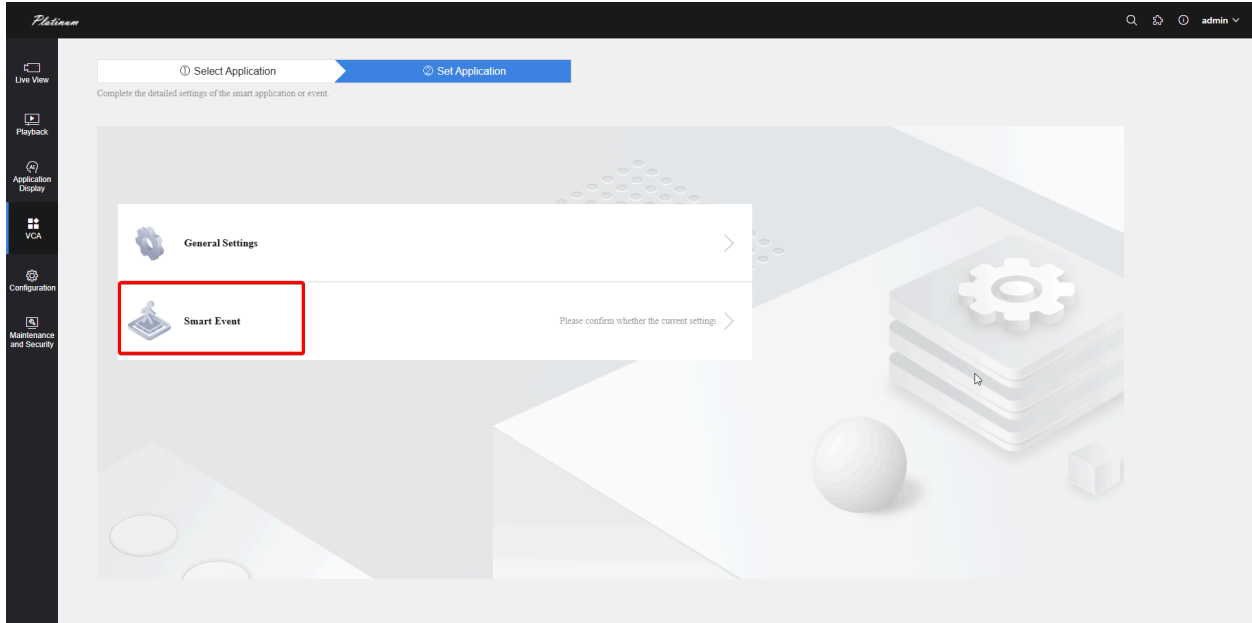 Platinum
admin
Live View
Playback
Application
Display
VCA
Configuration
Maintenance
and Security
① Select Application
② Set Application
Complete the detailed settings of the smart application or event.
General Settings
Smart Event
Please confirm whether the current settings